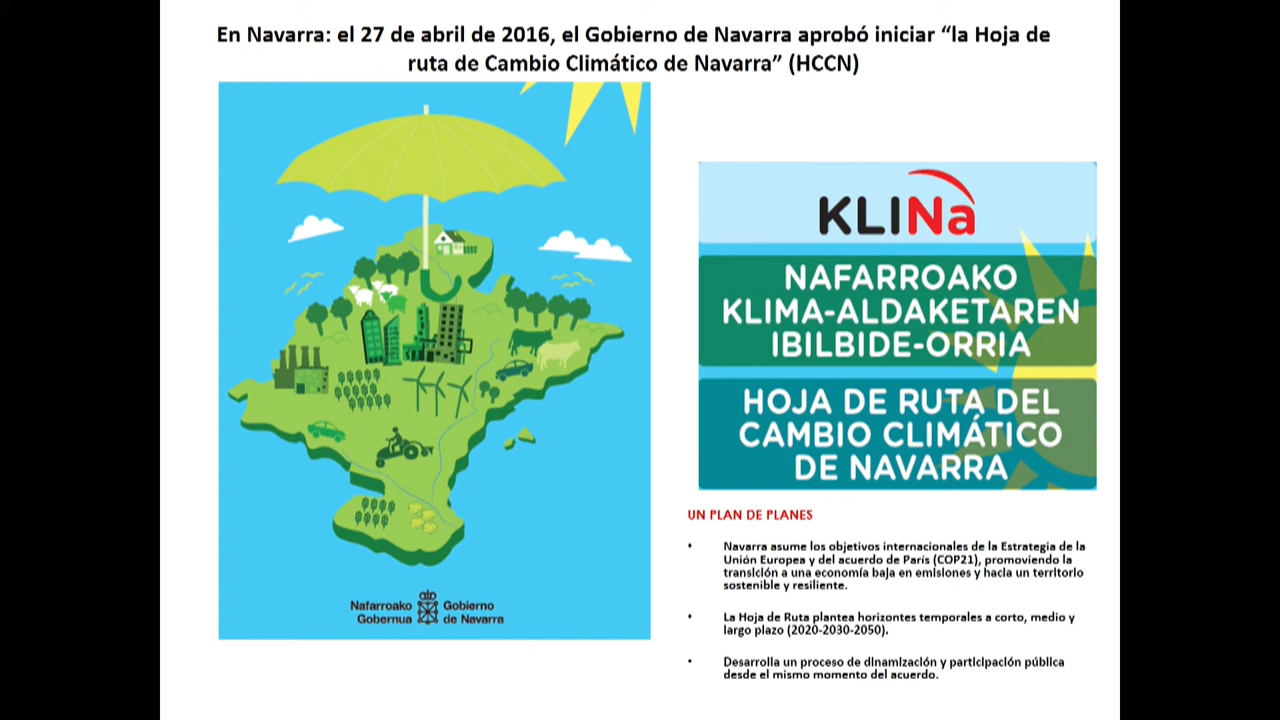 En Navarra: el 27 de abril de 2016, el Gobierno de Navarra aprobó iniciar “la Hoja de
ruta de Cambio Climático de Navarra” (HCCN)
KLINa
NAFARROAKO
KLIMA-ALDAKETAREN
IBILBIDE-ORRIA
HOJA DE RUTA DEL
CAMBIO CLIMÁTICO
DE NAVARRA
Nafarroako Gobierno
Gobernua de Navarra
UN PLAN DE PLANES
• Navarra asume los objetivos internacionales de la Estrategia de la
Unión Europea y del acuerdo de París (COP21), promoviendo la
transición a una economía baja en emisiones y hacia un territorio
sostenible y resiliente.
• La Hoja de Ruta plantea horizontes temporales a corto, medio y
largo plazo (2020-2030-2050).
• Desarrolla un proceso de dinamización y participación pública
desde el mismo momento del acuerdo.